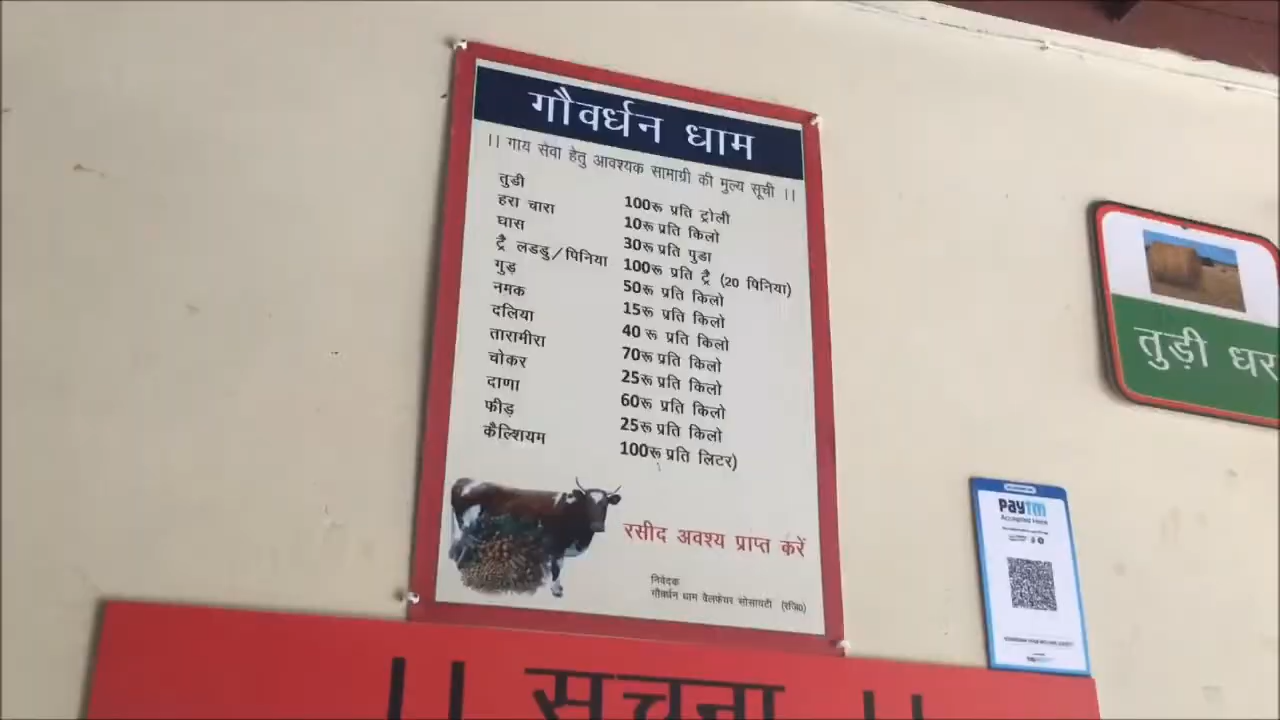 गौवर्धन धाम
।। गाय सेवा हेतु आवश्यक सामाग्री की मुल्य सूची ।।
तुडी 100रू प्रति ट्रोली
हरा चारा 10रू प्रति किलो
घास 30रू प्रति पुडा
ट्रै लडडु/पिनिया 100रू प्रति ट्रै (20 पिनिया)
गुड़ 50रू प्रति किलो
नमक 15रू प्रति किलो
दलिया 40 रू प्रति किलो
तारामीरा 70रू प्रति किलो
चोकर 25रू प्रति किलो
दाणा 60रू प्रति किलो
फीड़ 25रू प्रति किलो
कैल्शियम 100रू प्रति लिटर)
रसीद अवश्य प्राप्त करें
निवेदक
गौवर्धन धाम वेलफेयर सोसायटी (रजि0)
तुड़ी धर
paytm
Accepted Here
।। सूचना ।।